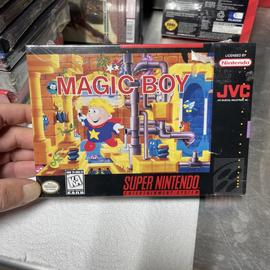 LICENSED BY
Nintendo
MAGIC BOY
JVC
K-A
SUPER NINTENDO
ENTERTAINMENT SYSTEM